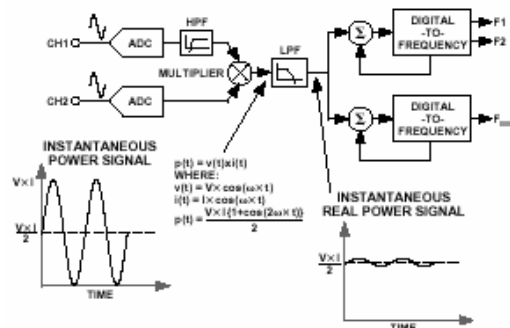 HPF
CH1
ADC
LPF
MULTIPLIER
CH2
ADC
Σ
DIGITAL
-TO-
FREQUENCY
F1
F2
Σ
DIGITAL
-TO-
FREQUENCY
INSTANTANEOUS
POWER SIGNAL
p(t) = v(t)×i(t)
WHERE:
v(t) = V× cos(ω× t)
i(t) = I× cos(ω× t)
p(t) = V× I{1+cos(2ω× t)}
2
V× I
V× I
2
TIME
INSTANTANEOUS
REAL POWER SIGNAL
V× I
2
TIME